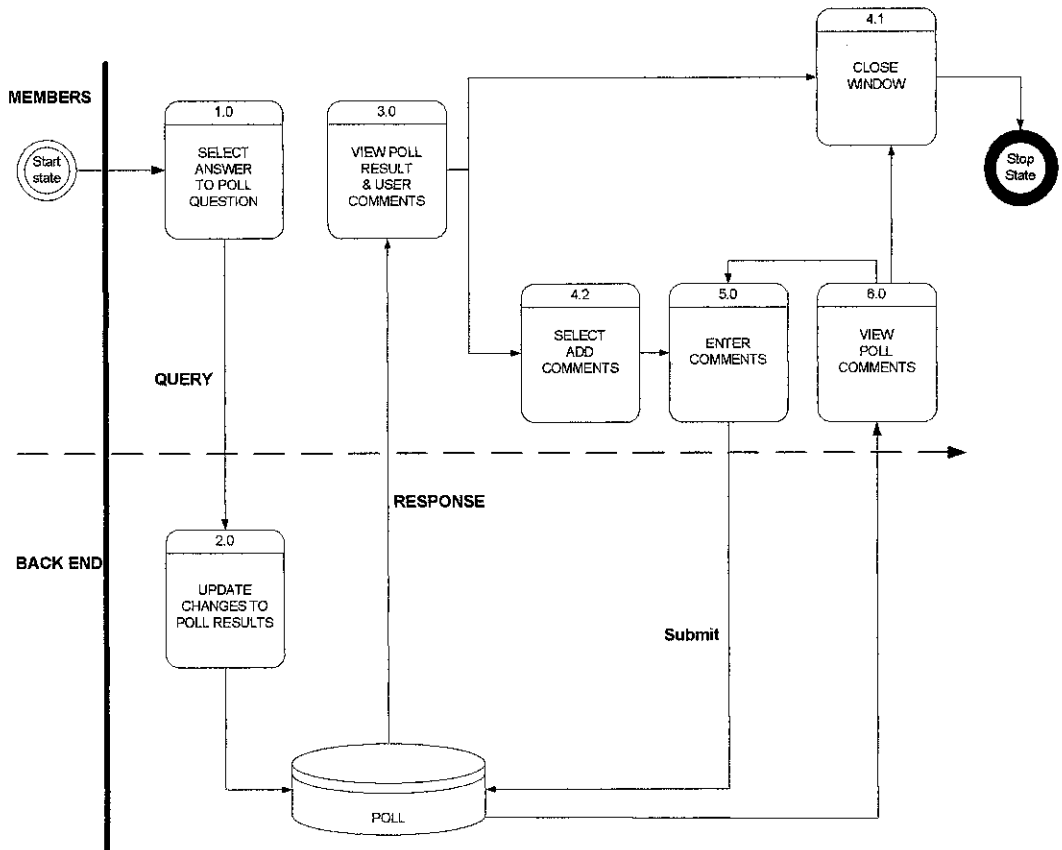 4.1
CLOSE
WINDOW
MEMBERS
Start
state
1.0
SELECT
ANSWER
TO POLL
QUESTION
3.0
VIEW POLL
RESULT
& USER
COMMENTS
Stop
State
4.2
SELECT
ADD
COMMENTS
5.0
ENTER
COMMENTS
6.0
VIEW
POLL
COMMENTS
QUERY
RESPONSE
BACK END
2.0
UPDATE
CHANGES TO
POLL RESULTS
Submit
POLL